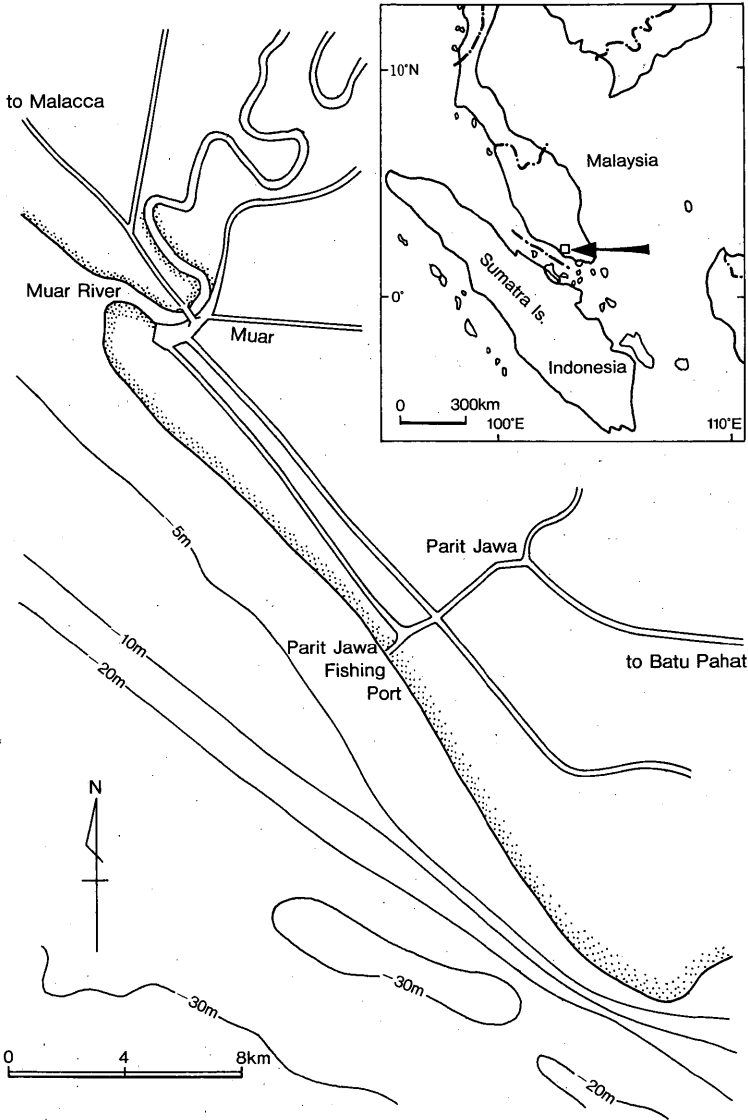 to Malacca
Muar River
Muar
5m
10m
20m
Parit Jawa
Parit Jawa
Fishing
Port
to Batu Pahat
N
30m
30m
20m
0 4 8km
10°N
Malaysia
0°
Sumatra Is.
Indonesia
0 300km
100°E
110°E